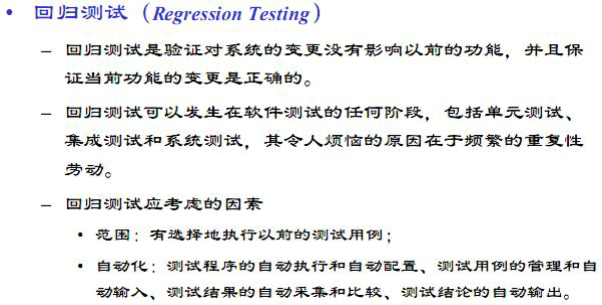 • 回归测试（Regression Testing）
– 回归测试是验证对系统的变更没有影响以前的功能，并且保
证当前功能的变更是正确的。
– 回归测试可以发生在软件测试的任何阶段，包括单元测试、
集成测试和系统测试，其令人烦恼的原因在于频繁的重复性
劳动。
– 回归测试应考虑的因素
• 范围：有选择地执行以前的测试用例；
• 自动化：测试程序的自动执行和自动配置、测试用例的管理和自
动输入、测试结果的自动采集和比较、测试结论的自动输出。